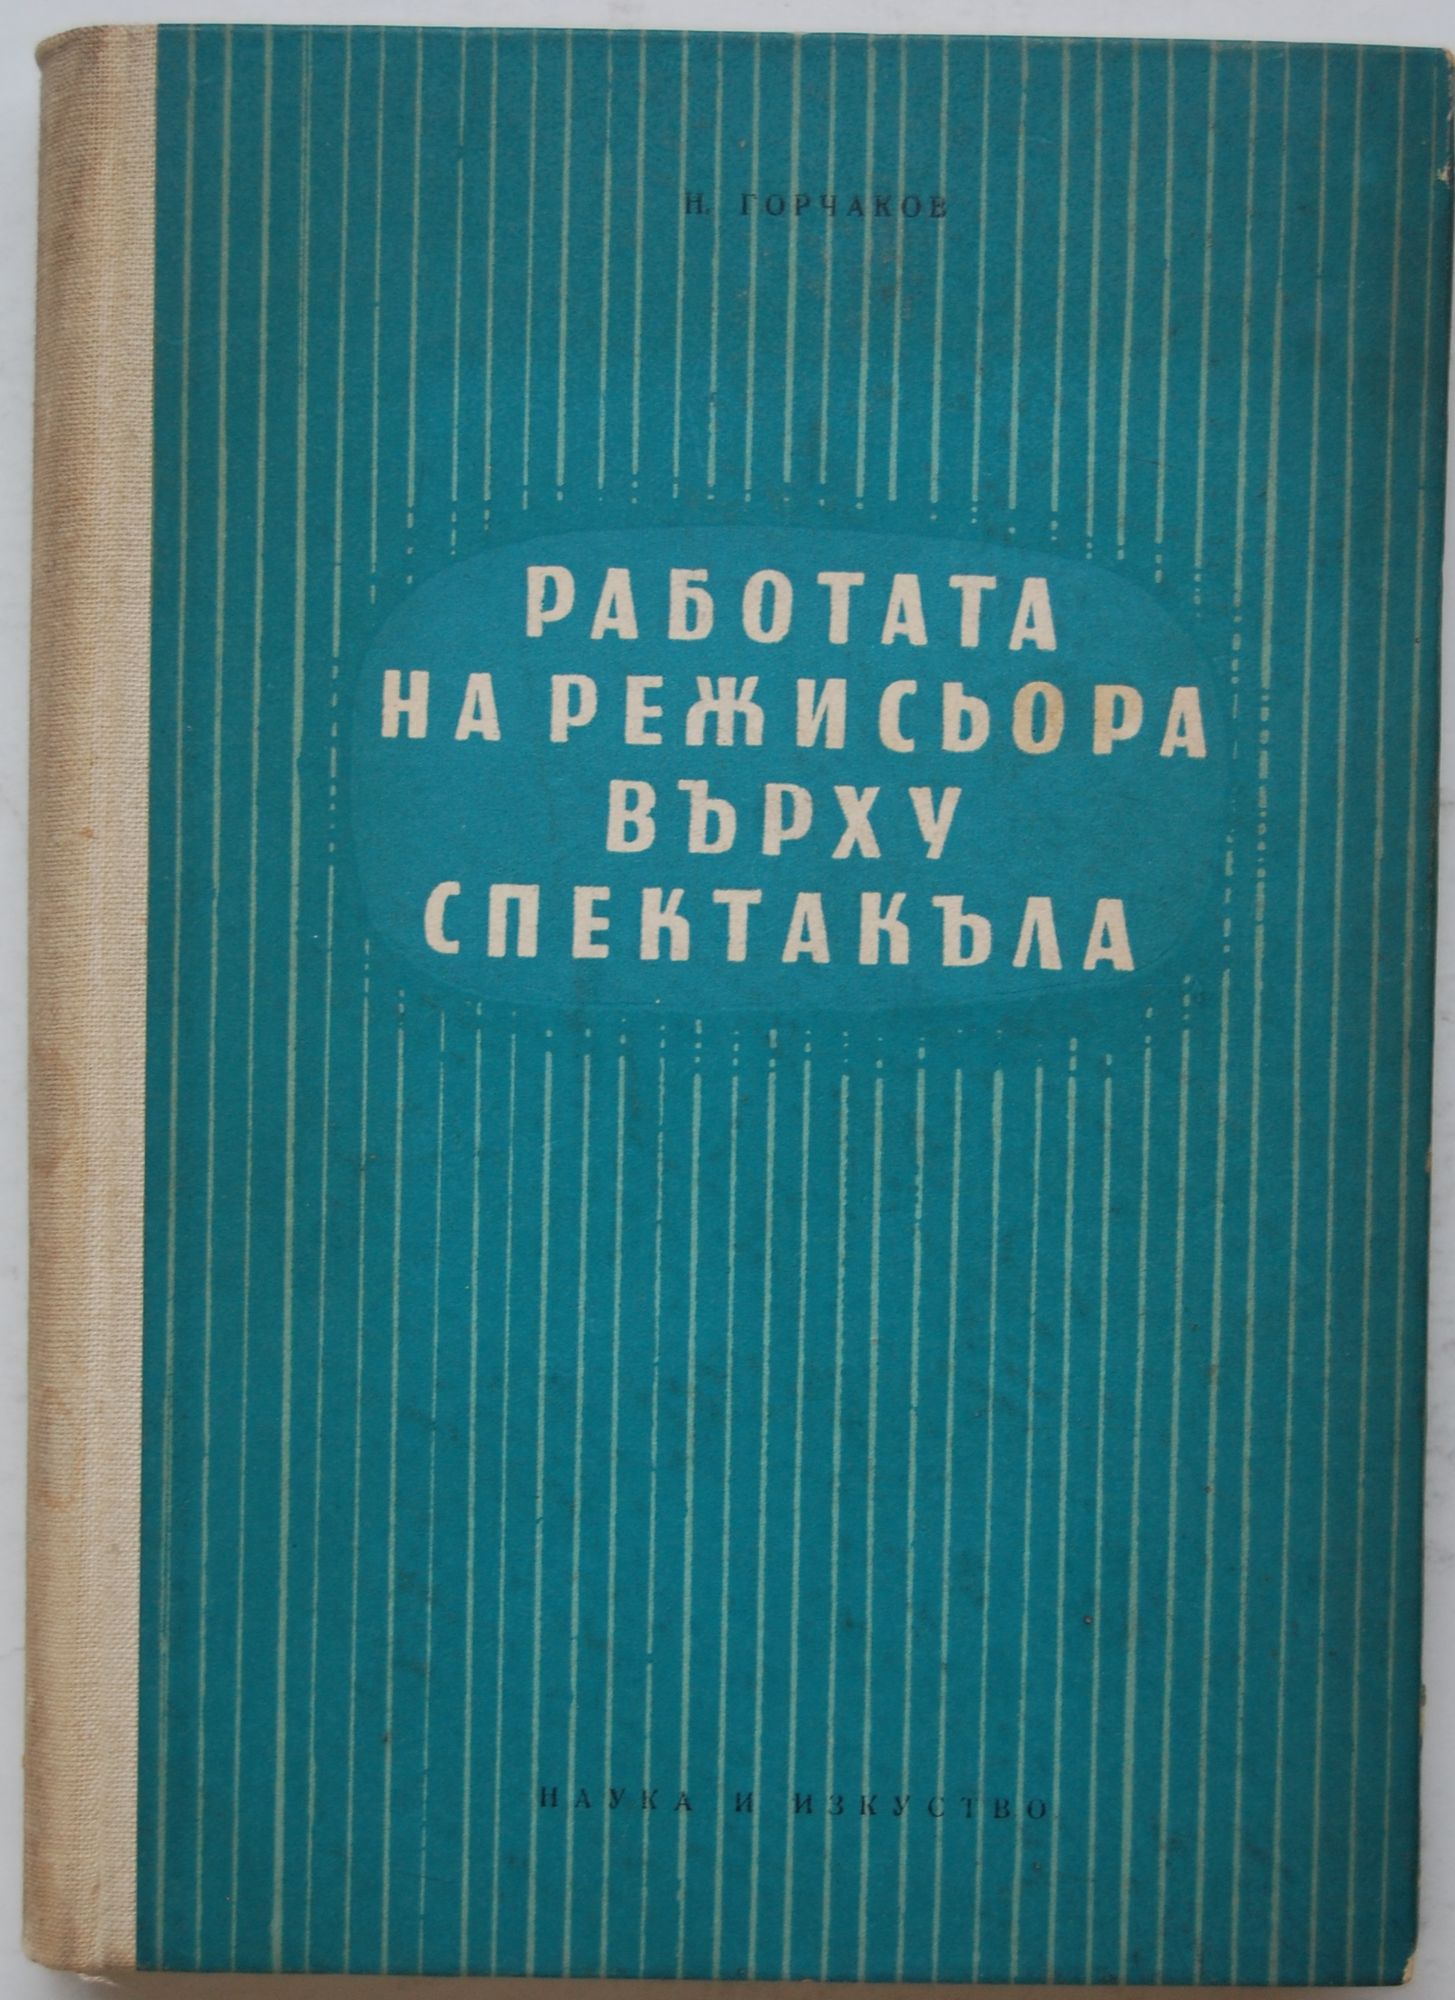 Н. ГОРЧАКОВ
РАБОТАТА
НА РЕЖИСЬОРА
ВЪРХУ
СПЕКТАКЪЛА
НАУКА И ИЗКУСТВО